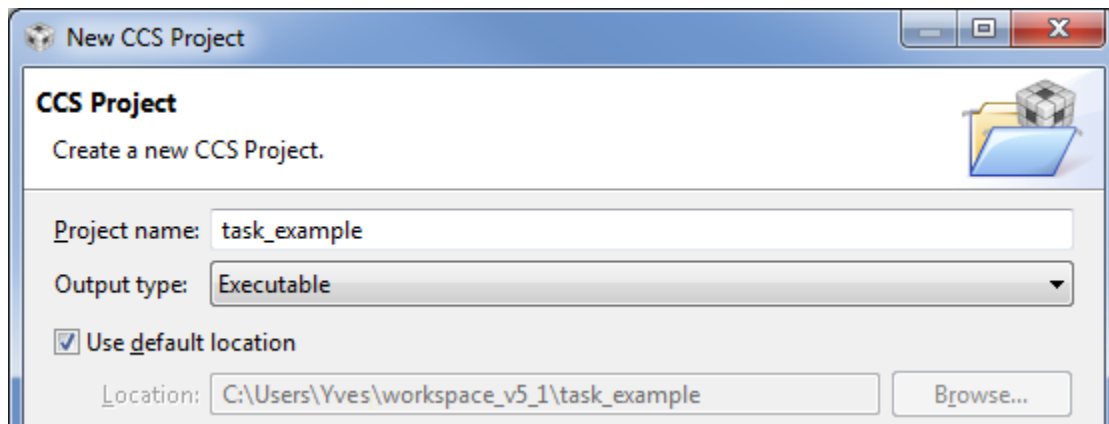 New CCS Project
CCS Project
Create a new CCS Project.
Project name: task_example
Output type: Executable
Use default location
Location: C:\Users\Yves\workspace_v5_1\task_example Browse...